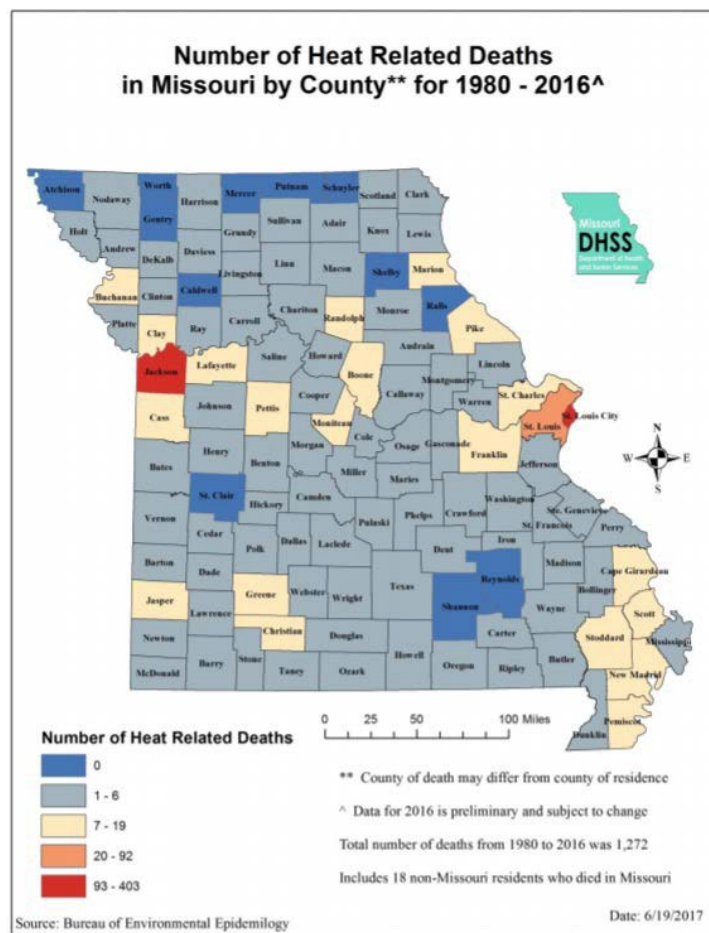 Number of Heat Related Deaths
in Missouri by County** for 1980 - 2016^
Atchison
Nodaway
Worth
Gentry
Harrison
Mercer
Putnam
Schuyler
Scotland
Clark
Holt
Andrew
DeKalb
Daviess
Grundy
Sullivan
Adair
Knox
Lewis
Missouri
DHSS
Department of Health
and Senior Services
Buchanan
Clinton
Caldwell
Livingston
Linn
Macon
Shelby
Marion
Platte
Clay
Ray
Carroll
Chariton
Randolph
Monroe
Ralls
Pike
Jackson
Lafayette
Saline
Howard
Boone
Audrain
Callaway
Montgomery
Lincoln
Warren
St. Charles
St. Louis
St. Louis City
Cass
Johnson
Pettis
Cooper
Moniteau
Cole
Osage
Gasconade
Franklin
Jefferson
N
W
E
S
Bates
Henry
Benton
Morgan
Miller
Maries
Vernon
St. Clair
Hickory
Camden
Pulaski
Phelps
Crawford
Washington
St. Francois
Ste. Genevieve
Perry
Cedar
Polk
Dallas
Laclede
Dent
Iron
Madison
Cape Girardeau
Barton
Dade
Greene
Webster
Wright
Texas
Shannon
Reynolds
Wayne
Bollinger
Scott
Jasper
Lawrence
Christian
Douglas
Howell
Carter
Stoddard
Mississippi
Newton
McDonald
Barry
Stone
Taney
Ozark
Oregon
Ripley
Butler
New Madrid
Pemiscot
Dunklin
0 25 50 100 Miles
Number of Heat Related Deaths
0
1 - 6
7 - 19
20 - 92
93 - 403
** County of death may differ from county of residence
^ Data for 2016 is preliminary and subject to change
Total number of deaths from 1980 to 2016 was 1,272
Includes 18 non-Missouri residents who died in Missouri
Source: Bureau of Environmental Epidemilogy
Date: 6/19/2017